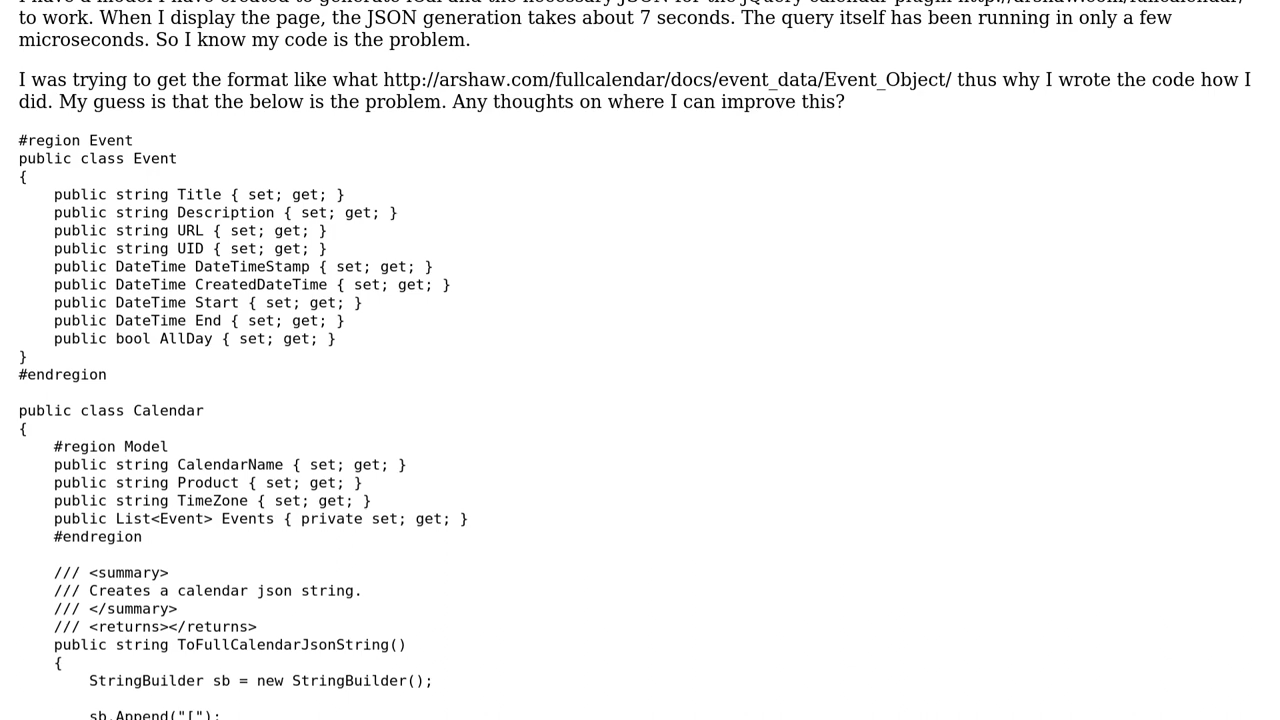 to work. When I display the page, the JSON generation takes about 7 seconds. The query itself has been running in only a few
microseconds. So I know my code is the problem.
I was trying to get the format like what http://arshaw.com/fullcalendar/docs/event_data/Event_Object/ thus why I wrote the code how I
did. My guess is that the below is the problem. Any thoughts on where I can improve this?
#region Event
public class Event
{
    public string Title { set; get; }
    public string Description { set; get; }
    public string URL { set; get; }
    public string UID { set; get; }
    public DateTime DateTimeStamp { set; get; }
    public DateTime CreatedDateTime { set; get; }
    public DateTime Start { set; get; }
    public DateTime End { set; get; }
    public bool AllDay { set; get; }
}
#endregion
public class Calendar
{
    #region Model
    public string CalendarName { set; get; }
    public string Product { set; get; }
    public string TimeZone { set; get; }
    public List<Event> Events { private set; get; }
    #endregion
    /// <summary>
    /// Creates a calendar json string.
    /// </summary>
    /// <returns></returns>
    public string ToFullCalendarJsonString()
    {
        StringBuilder sb = new StringBuilder();
        sb.Append("[");